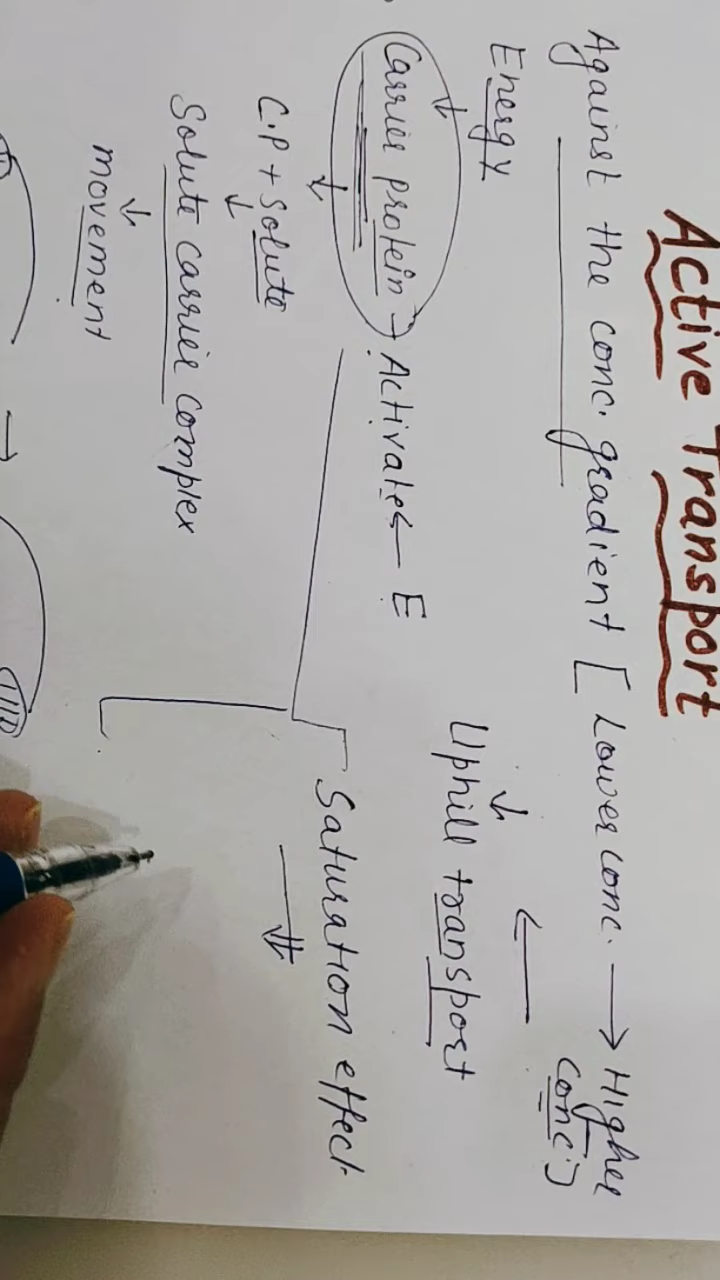 Active Transport
Against the conc. gradient [ Lower conc. → Higher
conc.]
Energy
↓
Uphill transport
↓
Carrier protein → Activate ← E
↓
Saturation effect
C.P + Solute
↓
Solute carrier complex
↓
movement